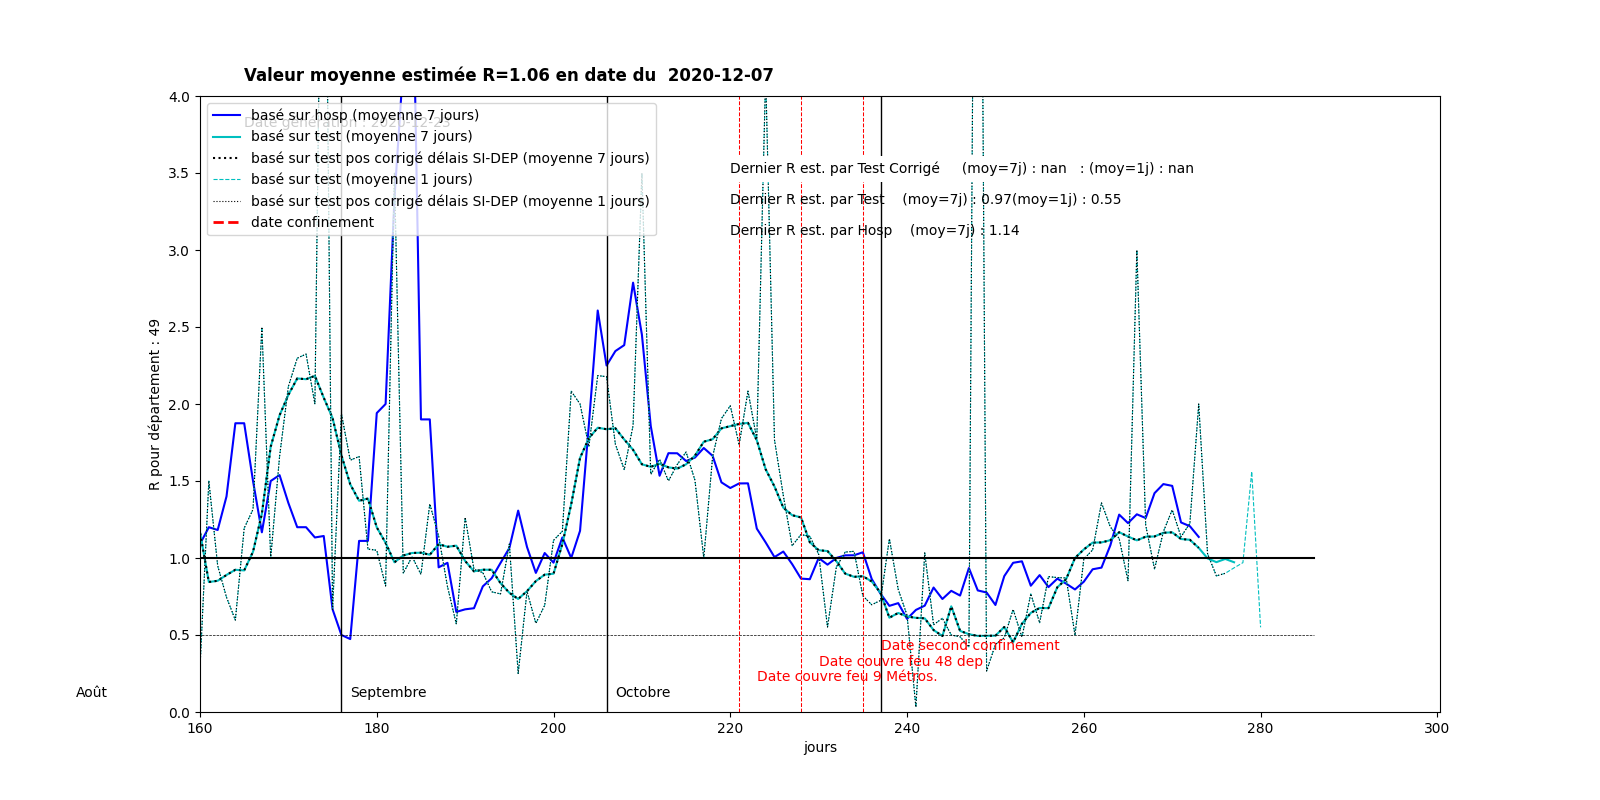 Valeur moyenne estimée R=1.06 en date du  2020-12-07
basé sur hosp (moyenne 7 jours)
basé sur test (moyenne 7 jours)
basé sur test pos corrigé délais SI-DEP (moyenne 7 jours)
basé sur test (moyenne 1 jours)
basé sur test pos corrigé délais SI-DEP (moyenne 1 jours)
date confinement
Dernier R est. par Test Corrigé     (moy=7j) : nan   : (moy=1j) : nan
Dernier R est. par Test    (moy=7j) : 0.97(moy=1j) : 0.55
Dernier R est. par Hosp    (moy=7j) : 1.14
4.0
3.5
3.0
2.5
2.0
1.5
1.0
0.5
0.0
R pour département : 49
Date second confinement
Date couvre feu 48 dep
Date couvre feu 9 Métros.
Août
Septembre
Octobre
160 180 200 220 240 260 280 300
jours